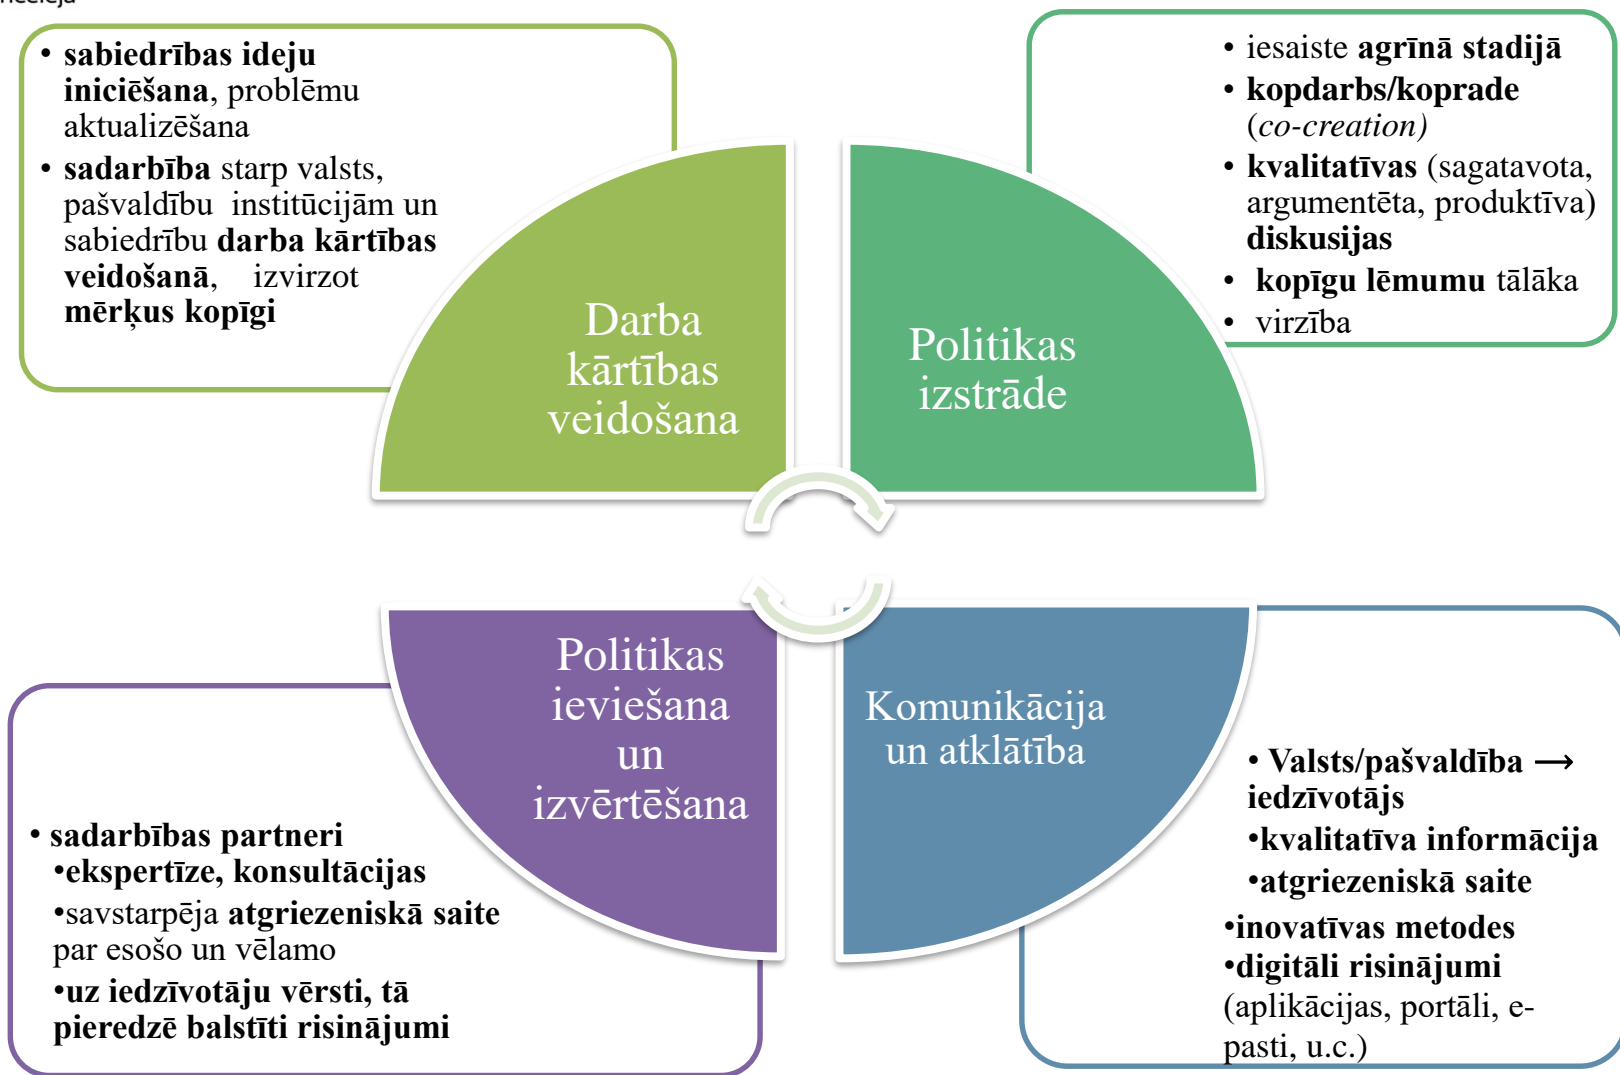 • sabiedrības ideju
iniciēšana, problēmu
aktualizēšana
• sadarbība starp valsts,
pašvaldību institūcijām un
sabiedrību darba kārtības
veidošanā, izvirzot
mērķus kopīgi
Darba
kārtības
veidošana
• iesaiste agrīnā stadijā
• kopdarbs/koprade
(co-creation)
• kvalitatīvas (sagatavota,
argumentēta, produktīva)
diskusijas
• kopīgu lēmumu tālāka
• virzība
Politikas
izstrāde
Politikas
ieviešana
un
izvērtēšana
• sadarbības partneri
•ekspertīze, konsultācijas
•savstarpēja atgriezeniskā saite
par esošo un vēlamo
•uz iedzīvotāju vērsti, tā
pieredzē balstīti risinājumi
Komunikācija
un atklātība
• Valsts/pašvaldība →
iedzīvotājs
•kvalitatīva informācija
•atgriezeniskā saite
•inovatīvas metodes
•digitāli risinājumi
(aplikācijas, portāli, e-
pasti, u.c.)